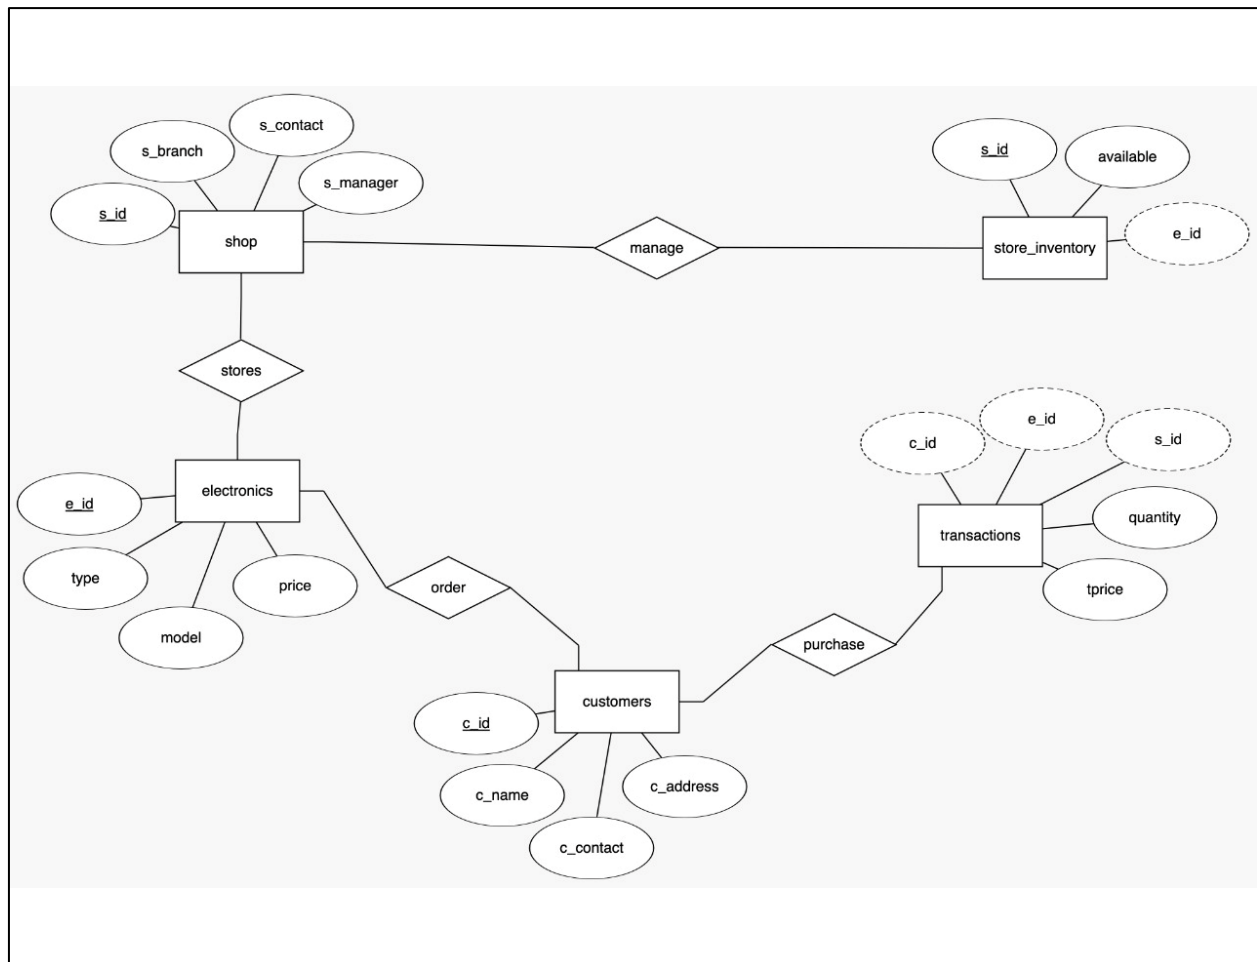 s_contact
s_branch
s_manager
s_id
shop
manage
s_id
available
e_id
store_inventory
stores
electronics
e_id
type
model
price
order
customers
c_id
c_name
c_contact
c_address
purchase
transactions
c_id
e_id
s_id
quantity
tprice